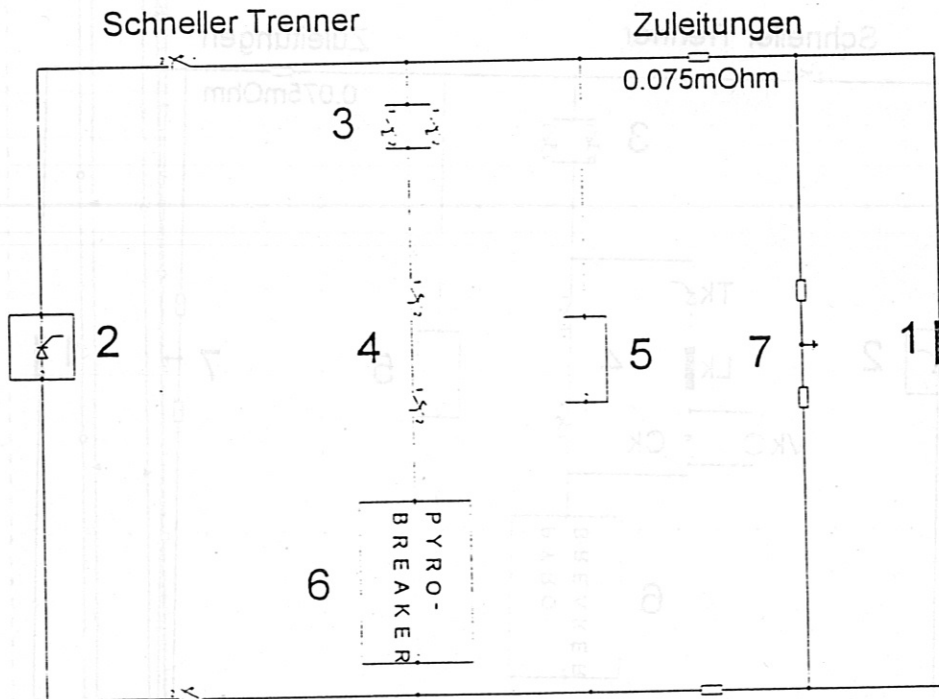 Schneller Trenner
Zuleitungen
0.075mOhm
3
2
4
5
7
1
6
PYRO-
BREAKER